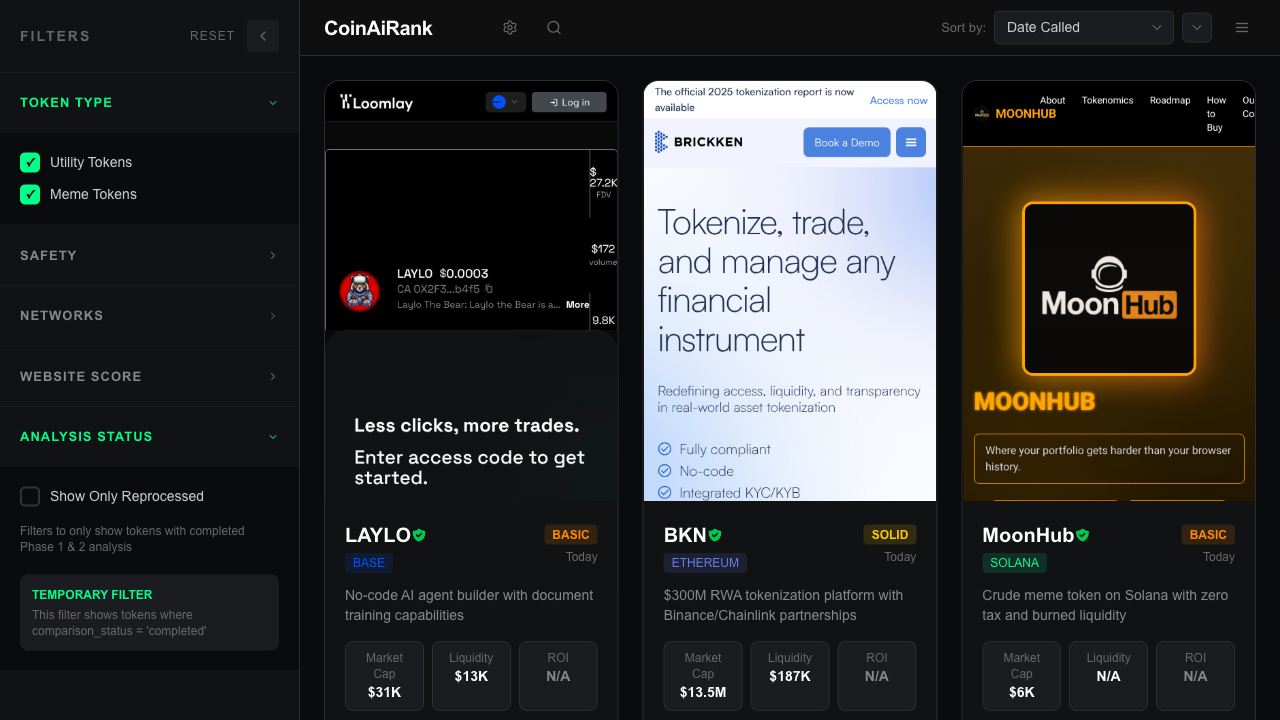 FILTERS
RESET
TOKEN TYPE
Utility Tokens
Meme Tokens
SAFETY
NETWORKS
WEBSITE SCORE
ANALYSIS STATUS
Show Only Reprocessed
Filters to only show tokens with completed
Phase 1 & 2 analysis
TEMPORARY FILTER
This filter shows tokens where
comparison_status = 'completed'
CoinAiRank
Sort by:
Date Called
Loomlay
Log in
$
27.2K
FDV
$172
volume
LAYLO $0.0003
CA 0X2F3...b4f5
Laylo The Bear: Laylo the Bear is a... More
9.8K
Less clicks, more trades.
Enter access code to get
started.
LAYLO
BASIC
BASE
Today
No-code AI agent builder with document
training capabilities
Market
Cap
$31K
Liquidity
$13K
ROI
N/A
The official 2025 tokenization report is now
available
Access now
BRICKKEN
Book a Demo
Tokenize, trade,
and manage any
financial
instrument
Redefining access, liquidity, and transparency
in real-world asset tokenization
Fully compliant
No-code
Integrated KYC/KYB
BKN
SOLID
ETHEREUM
Today
$300M RWA tokenization platform with
Binance/Chainlink partnerships
Market
Cap
$13.5M
Liquidity
$187K
ROI
N/A
MOONHUB
About
Tokenomics
Roadmap
How
to
Buy
Ou
Co
Moon Hub
MOONHUB
Where your portfolio gets harder than your browser
history.
MoonHub
BASIC
SOLANA
Today
Crude meme token on Solana with zero
tax and burned liquidity
Market
Cap
$6K
Liquidity
N/A
ROI
N/A